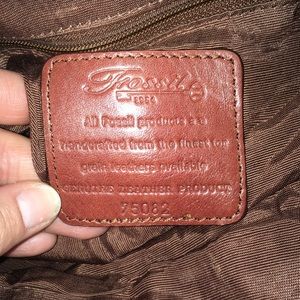 Fossil
1954
All Fossil products are
handcrafted from the finest top
grain leathers available
GENUINE LEATHER PRODUCT
75082